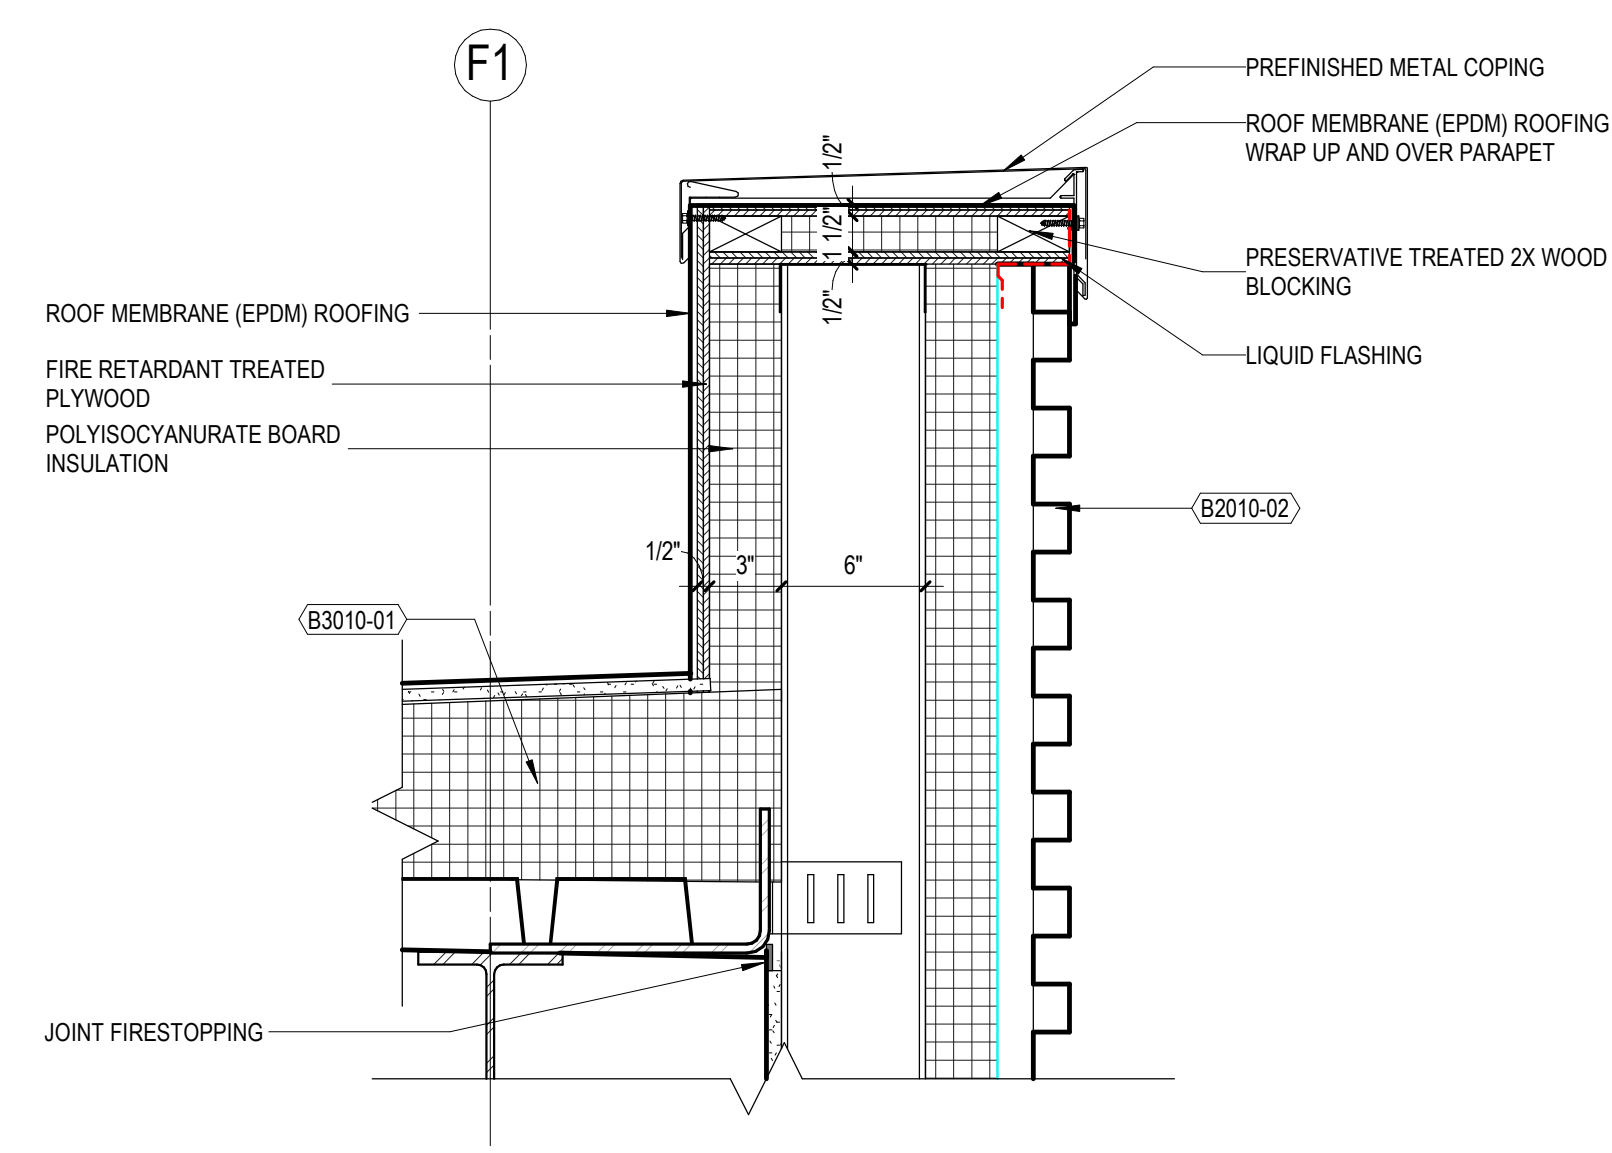 F1
PREFINISHED METAL COPING
ROOF MEMBRANE (EPDM) ROOFING
WRAP UP AND OVER PARAPET
1/2"
1 1/2"
1/2"
PRESERVATIVE TREATED 2X WOOD
BLOCKING
ROOF MEMBRANE (EPDM) ROOFING
LIQUID FLASHING
FIRE RETARDANT TREATED
PLYWOOD
POLYISOCYANURATE BOARD
INSULATION
B2010-02
1/2"
3"
6"
B3010-01
JOINT FIRESTOPPING